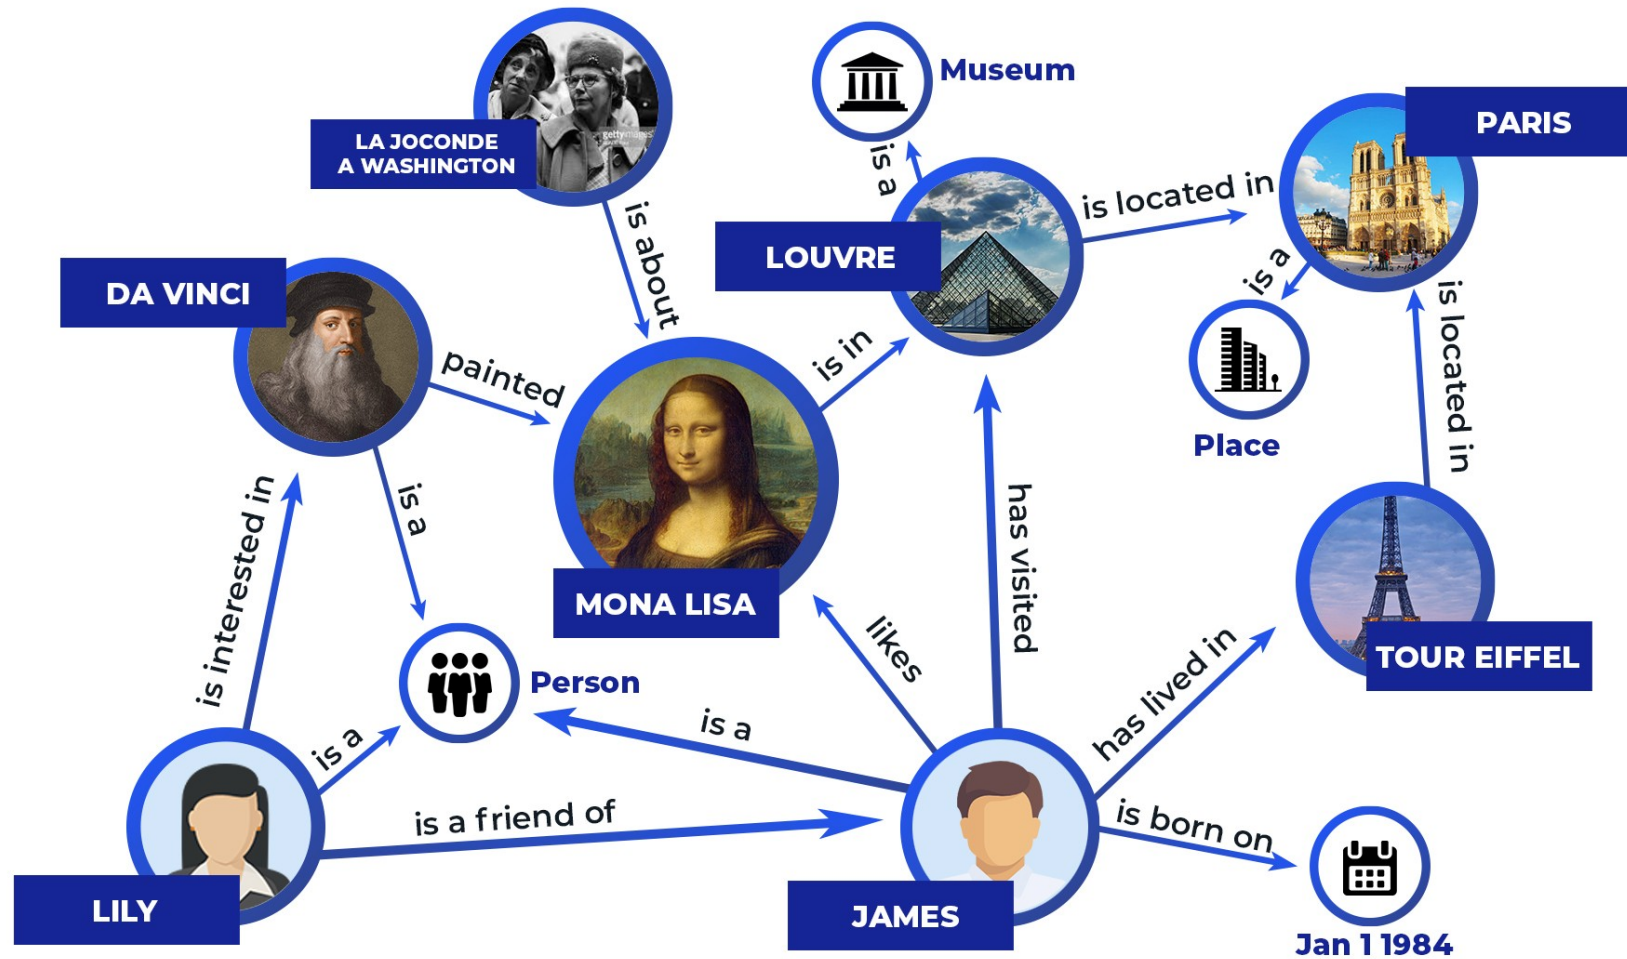 Museum
PARIS
LA JOCONDE
A WASHINGTON
gettyimages
is a
is about
is located in
LOUVRE
is a
DA VINCI
is located in
painted
is in
Place
is a
is interested in
has visited
MONA LISA
likes
has lived in
TOUR EIFFEL
Person
is a
is a
is a friend of
is born on
LILY
JAMES
Jan 1 1984